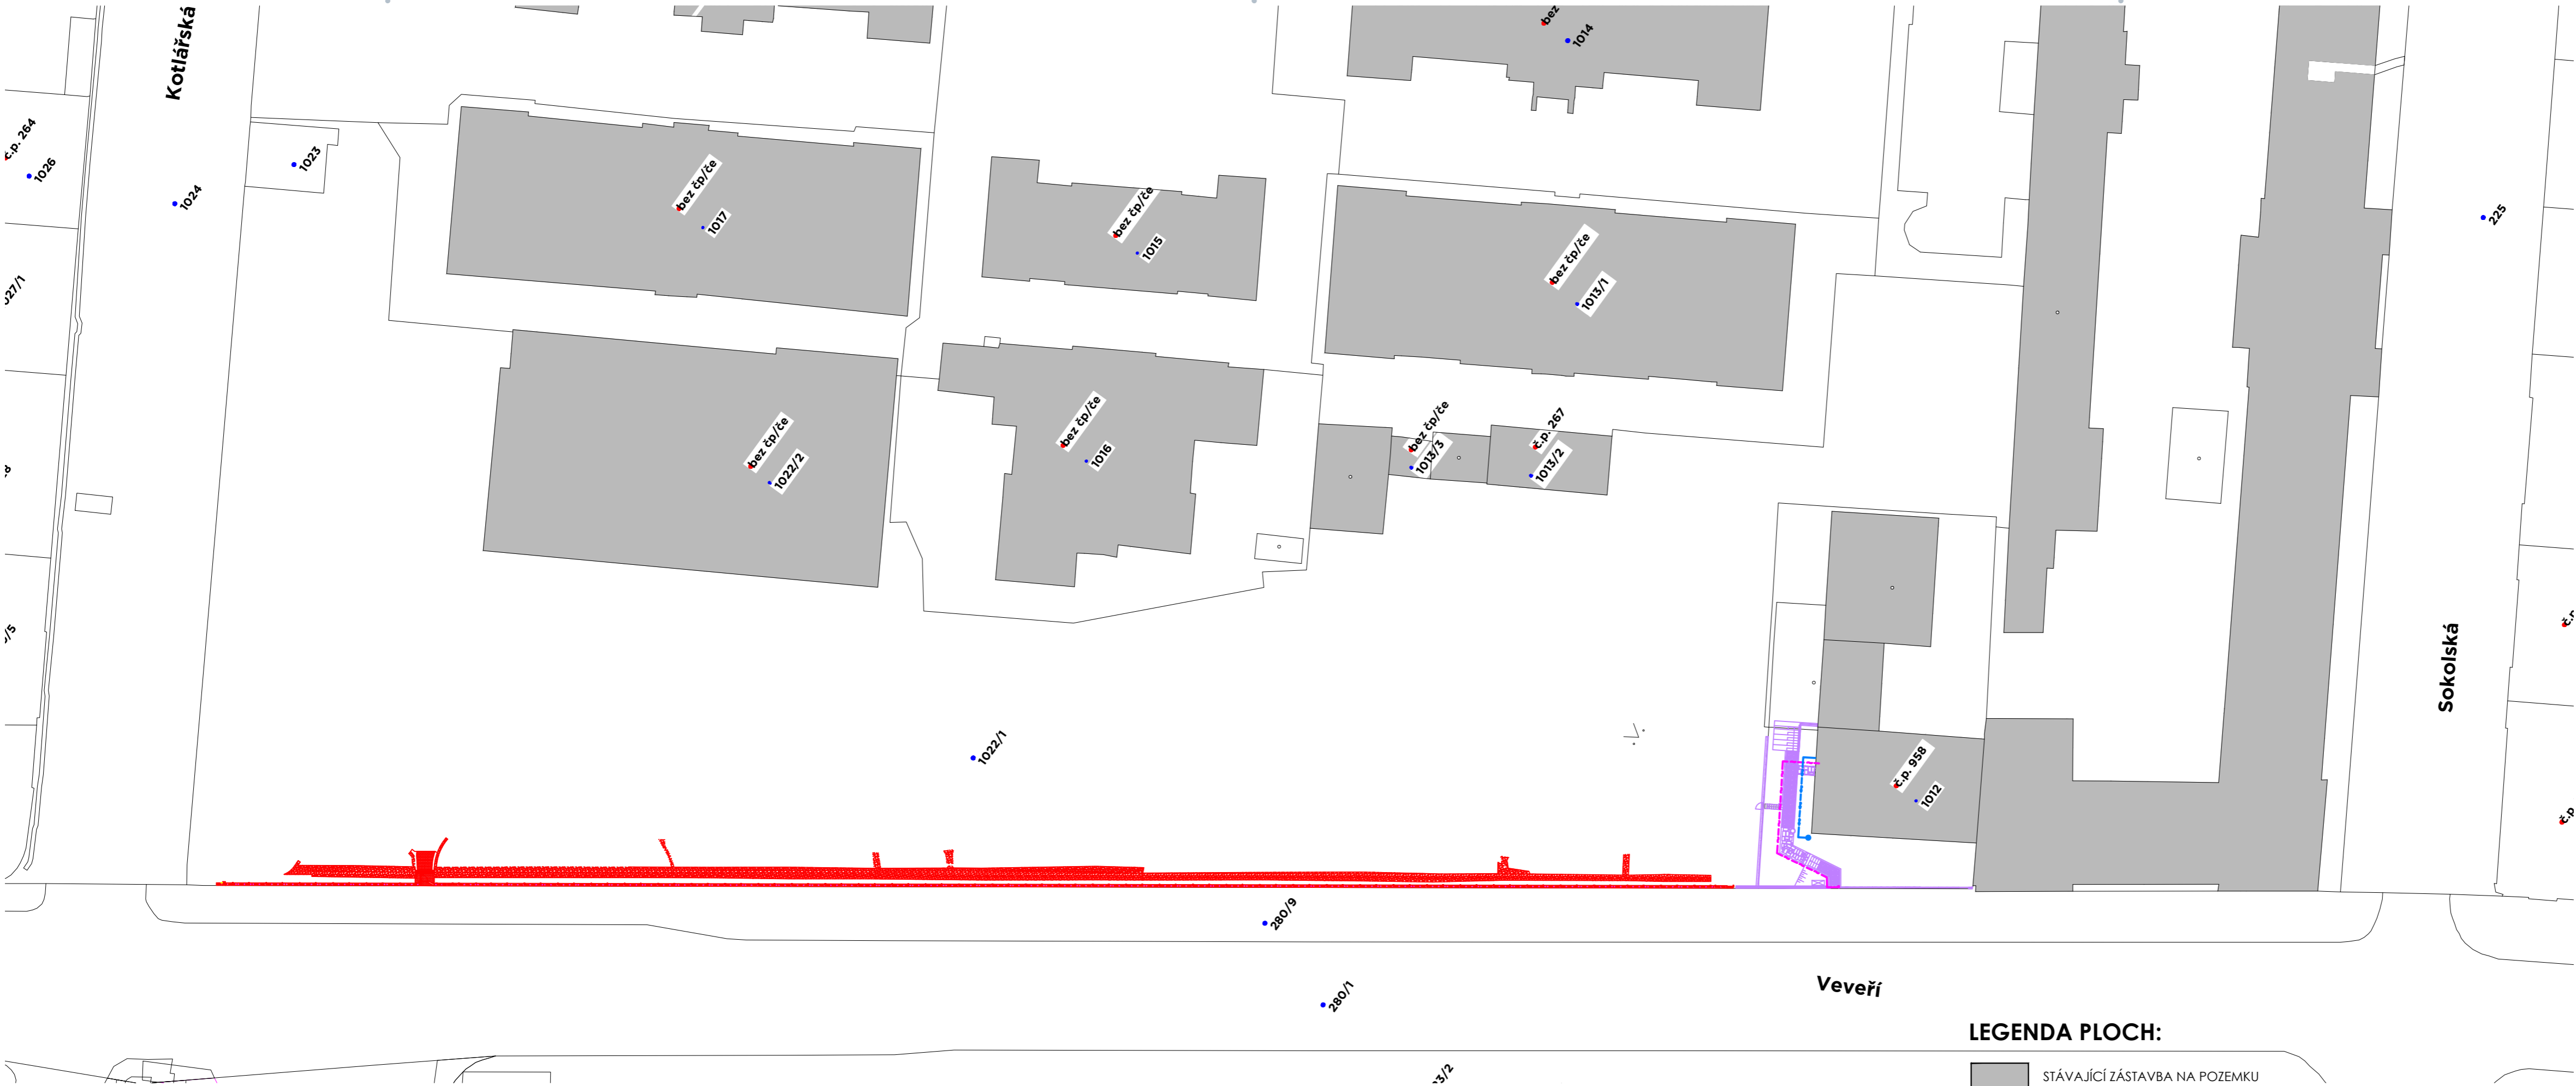 Kotlářská
č.p. 264
1026
1024
1023
bez čp/če
1017
bez čp/če
1015
bez
1014
bez čp/če
1013/1
225
bez čp/če
1022/2
bez čp/če
1016
bez čp/če
1013/3
č.p. 267
1013/2
Sokolská
1022/1
č.p. 958
1012
280/9
280/1
Veveří
LEGENDA PLOCH:
STÁVAJÍCÍ ZÁSTAVBA NA POZEMKU